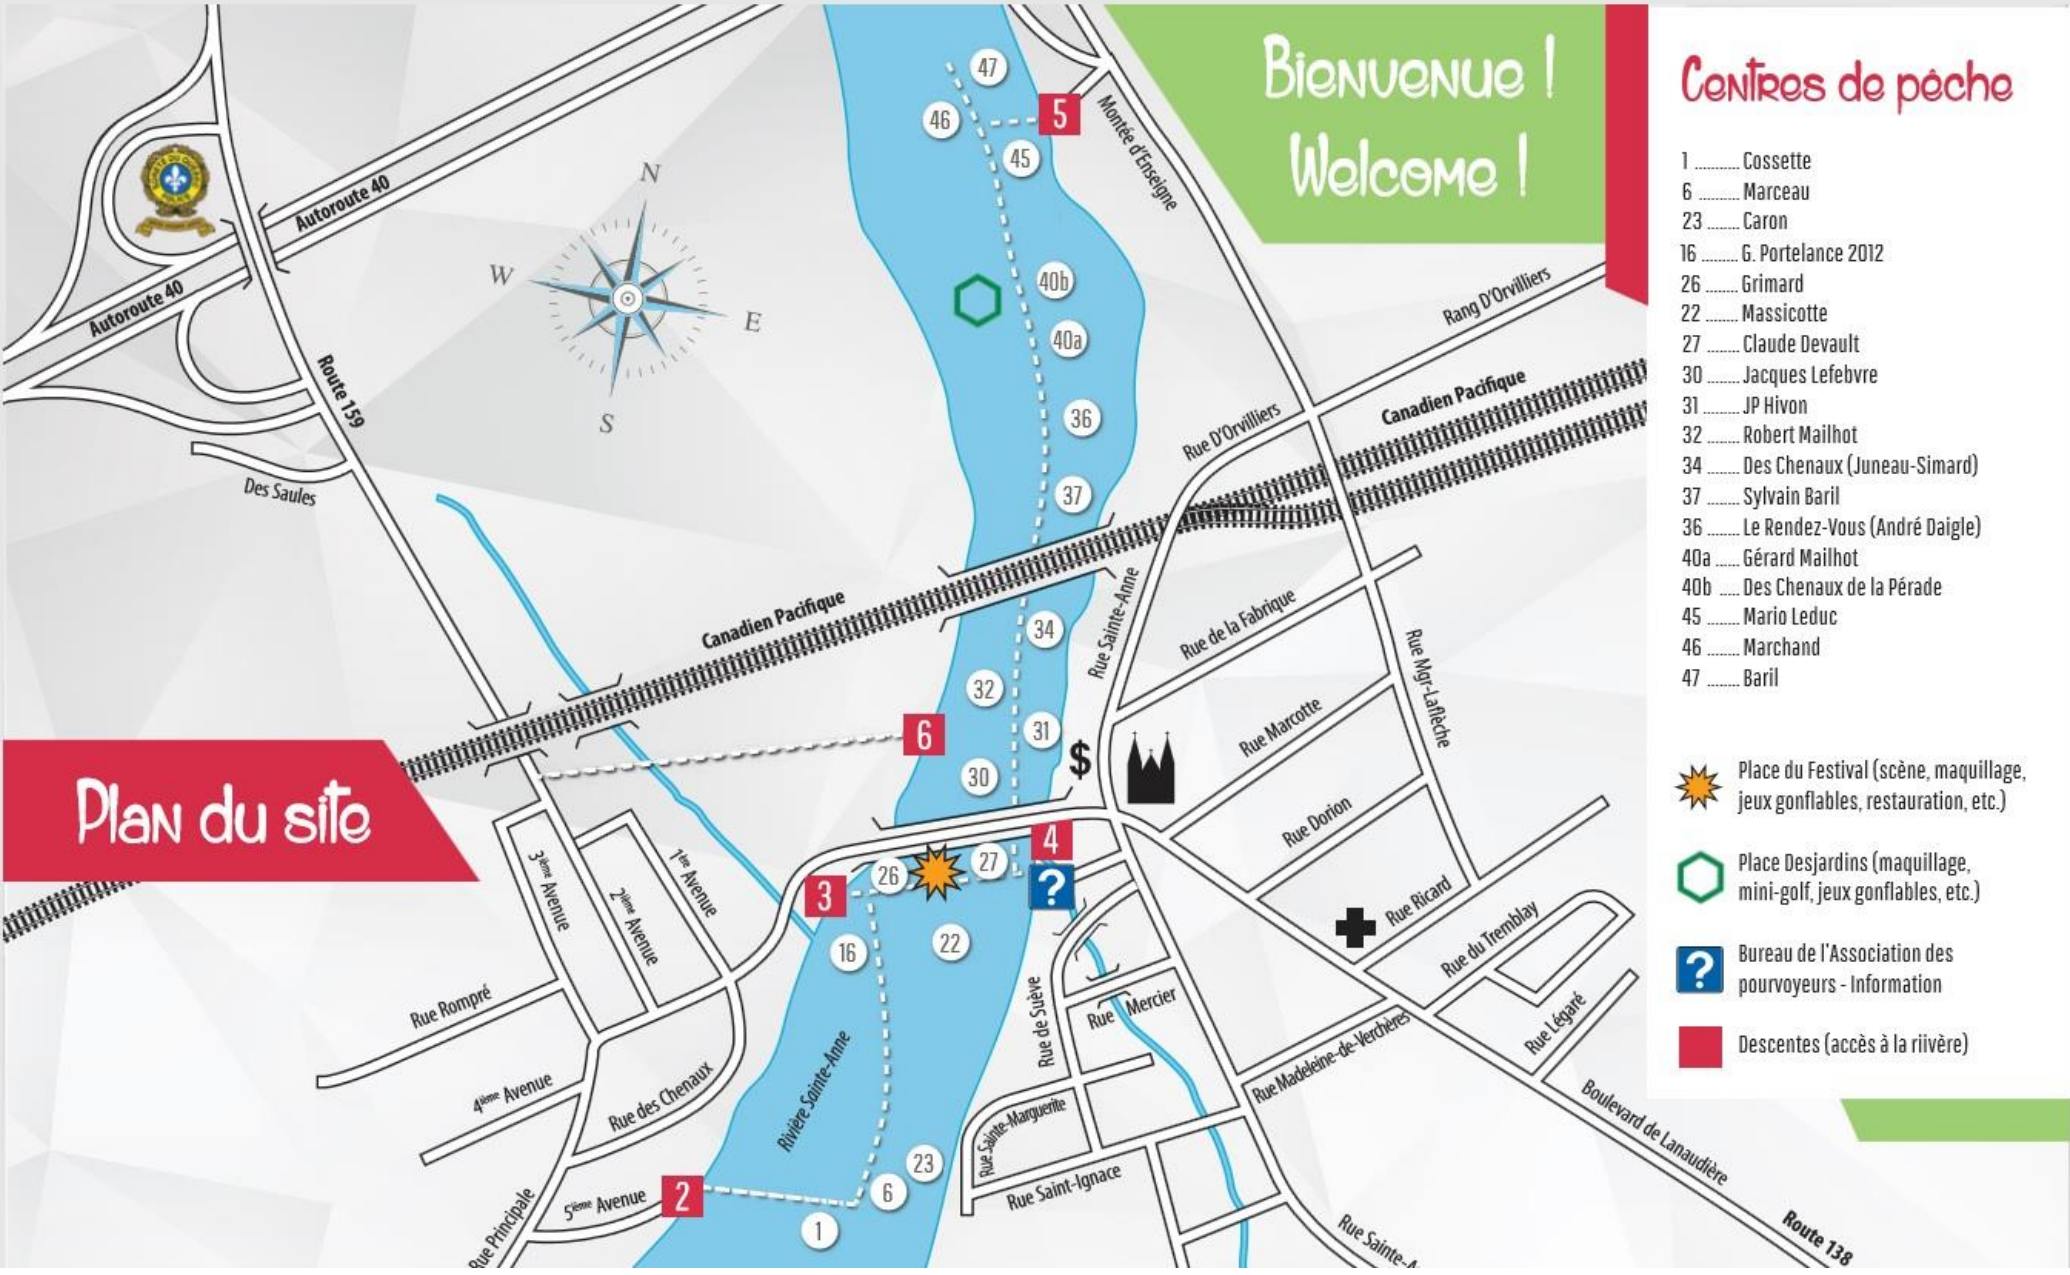 Bienvenue !
Welcome !
Centres de pêche
1 ........... Cossette
6 .......... Marceau
23 ........ Caron
16 ......... G. Portelance 2012
26 ........ Grimard
22 ........ Massicotte
27 ........ Claude Devault
30 ........ Jacques Lefebvre
31 ......... JP Hivon
32 ........ Robert Mailhot
34 ........ Des Chenaux (Juneau-Simard)
37 ........ Sylvain Baril
36 ........ Le Rendez-Vous (André Daigle)
40a ...... Gérard Mailhot
40b ..... Des Chenaux de la Pérade
45 ........ Mario Leduc
46 ........ Marchand
47 ........ Baril
Place du Festival (scène, maquillage,
jeux gonflables, restauration, etc.)
Place Desjardins (maquillage,
mini-golf, jeux gonflables, etc.)
?
Bureau de l'Association des
pourvoyeurs - Information
Descentes (accès à la riivère)
Plan du site
N
W
E
S
Autoroute 40
Autoroute 40
Route 159
Des Saules
Montée d'Enseigne
Rang D'Orvilliers
Rue D'Orvilliers
Canadien Pacifique
Canadien Pacifique
Rue Sainte-Anne
Rue de la Fabrique
Rue Mgr-Laflèche
Rue Marcotte
Rue Dorion
Rue Ricard
Rue du Tremblay
Rue Légaré
Boulevard de Lanaudière
Route 138
Rue Madeleine-de-Verchères
Rue Mercier
Rue de Suève
Rue Sainte-Marguerite
Rue Saint-Ignace
Rue Sainte-A
Rivière Sainte-Anne
3ième Avenue
2ième Avenue
1ère Avenue
Rue Rompré
4ième Avenue
Rue des Chenaux
5ième Avenue
Rue Principale
47
46
5
45
40b
40a
36
37
34
32
6
31
$
30
4
27
26
3
?
16
22
23
6
2
1